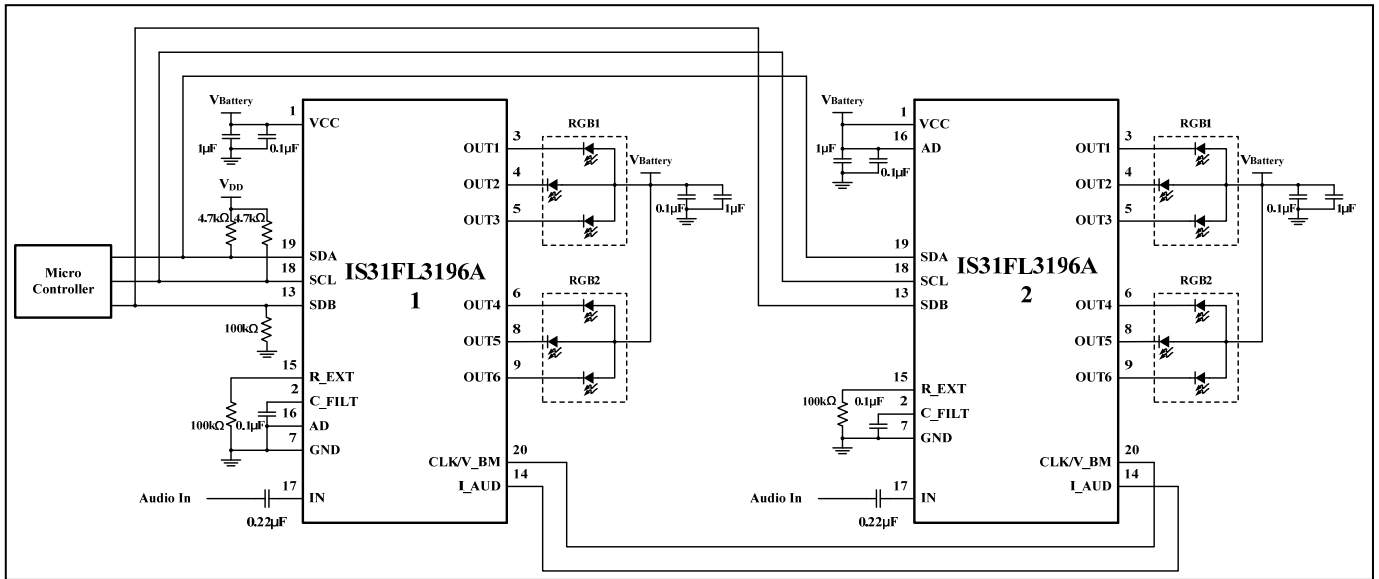 Micro
Controller
VBattery
1μF
0.1μF
VDD
4.7kΩ
4.7kΩ
100kΩ
100kΩ
0.1μF
Audio In
0.22μF
1
VCC
19
SDA
18
SCL
13
SDB
15
R_EXT
2
C_FILT
16
AD
7
GND
17
IN
IS31FL3196A
1
3
OUT1
4
OUT2
5
OUT3
6
OUT4
8
OUT5
9
OUT6
20
CLK/V_BM
14
I_AUD
RGB1
RGB2
VBattery
0.1μF
1μF
VBattery
1μF
0.1μF
100kΩ
0.1μF
Audio In
0.22μF
1
VCC
16
AD
19
SDA
18
SCL
13
SDB
15
R_EXT
2
C_FILT
7
GND
17
IN
IS31FL3196A
2
3
OUT1
4
OUT2
5
OUT3
6
OUT4
8
OUT5
9
OUT6
20
CLK/V_BM
14
I_AUD
RGB1
RGB2
VBattery
0.1μF
1μF